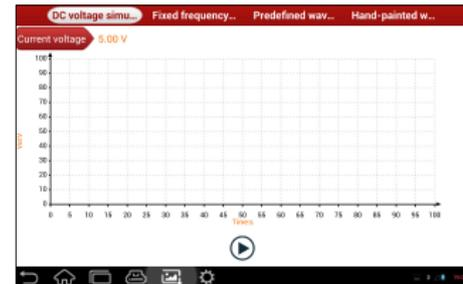 DC voltage simu... Fixed frequency... Predefined wav... Hand-painted w...
Current voltage 5.00 V
100
90
80
70
60
50
40
30
20
10
0
0 5 10 15 20 25 30 35 40 45 50 55 60 65 70 75 80 85 90 95 100
Time/s